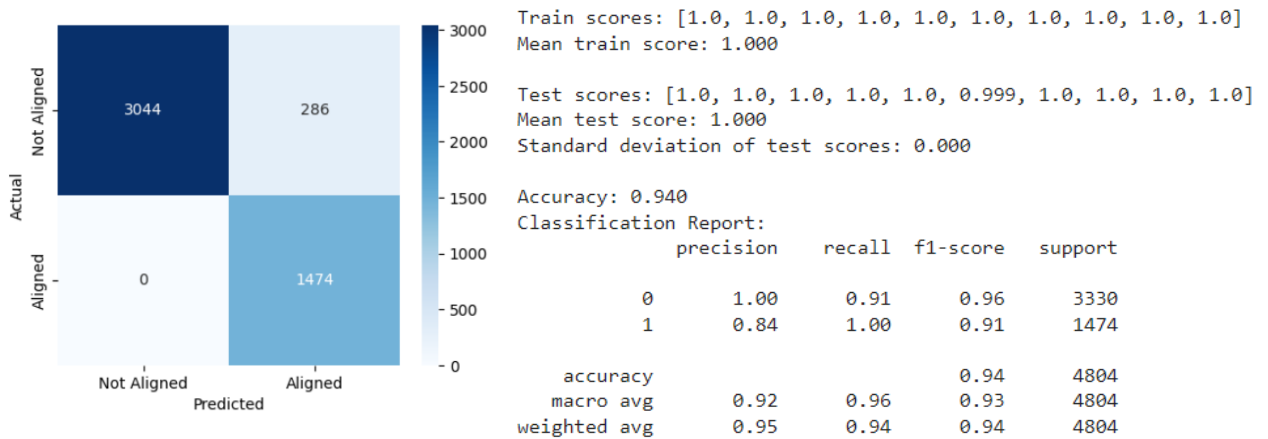 Not Aligned
Aligned
Actual
3044
286
0
1474
Not Aligned
Aligned
Predicted
3000
2500
2000
1500
1000
500
0
Train scores: [1.0, 1.0, 1.0, 1.0, 1.0, 1.0, 1.0, 1.0, 1.0, 1.0]
Mean train score: 1.000
Test scores: [1.0, 1.0, 1.0, 1.0, 1.0, 0.999, 1.0, 1.0, 1.0, 1.0]
Mean test score: 1.000
Standard deviation of test scores: 0.000
Accuracy: 0.940
Classification Report:
precision recall f1-score support
0 1.00 0.91 0.96 3330
1 0.84 1.00 0.91 1474
accuracy 0.94 4804
macro avg 0.92 0.96 0.93 4804
weighted avg 0.95 0.94 0.94 4804